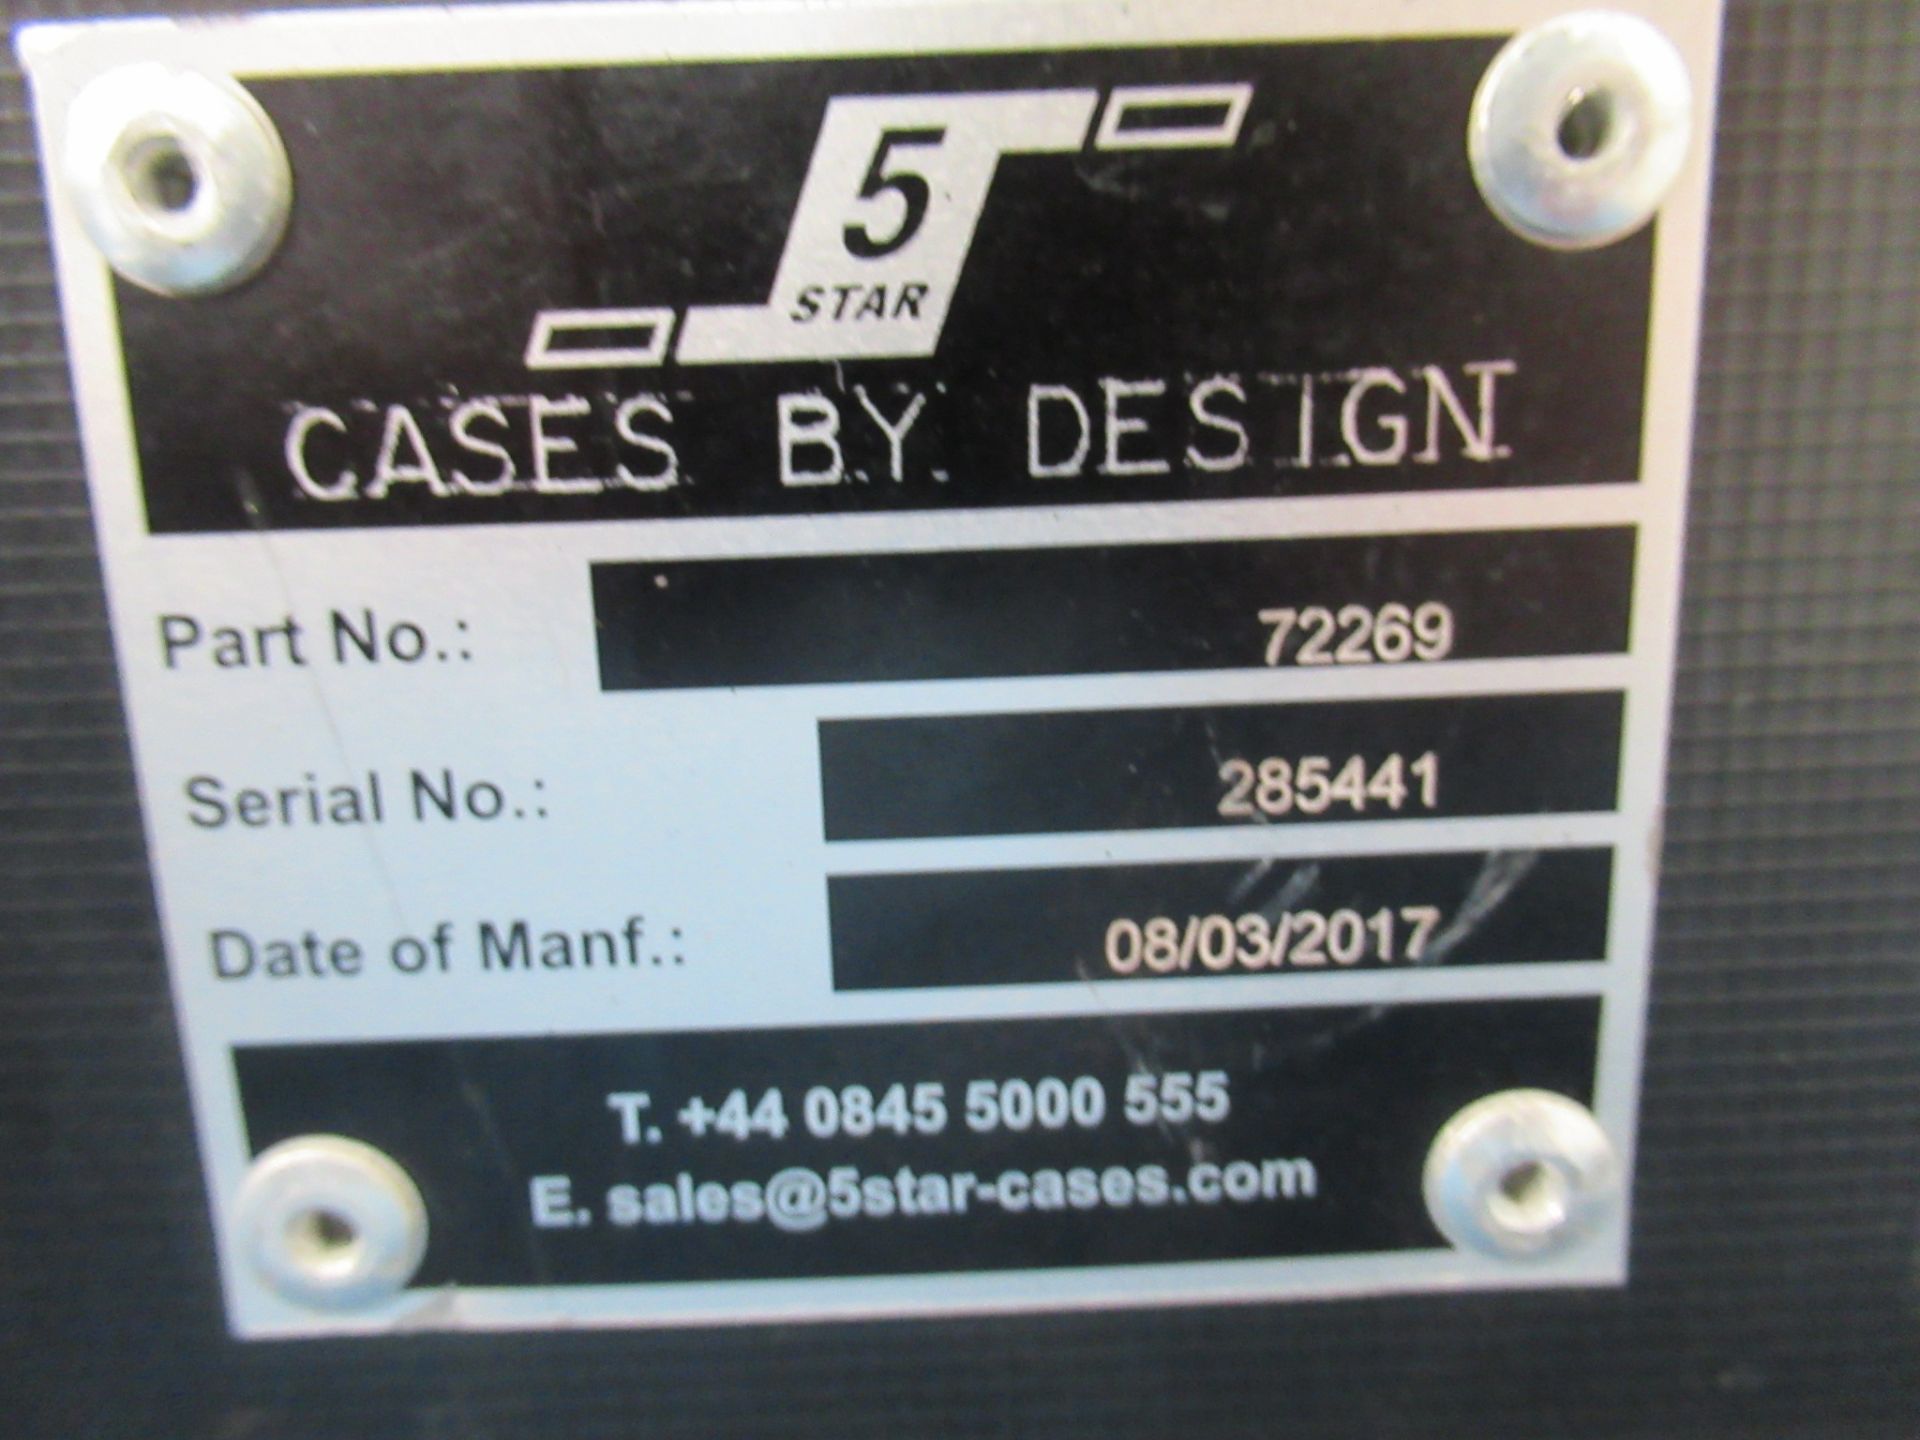 5
STAR
CASES BY DESIGN
Part No.: 72269
Serial No.: 285441
Date of Manf.: 08/03/2017
T. +44 0845 5000 555
E. sales@5star-cases.com